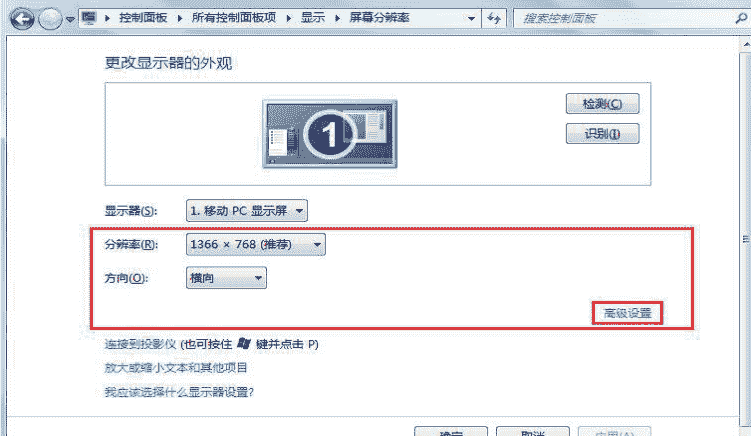 控制面板 ▸ 所有控制面板项 ▸ 显示 ▸ 屏幕分辨率
搜索控制面板
更改显示器的外观
1
检测(C)
识别(I)
显示器(S): 1. 移动 PC 显示屏
分辨率(R): 1366 × 768 (推荐)
方向(O): 横向
高级设置
连接到投影仪 (也可按住 键并点击 P)
放大或缩小文本和其他项目
我应该选择什么显示器设置?
确定 取消 应用(A)